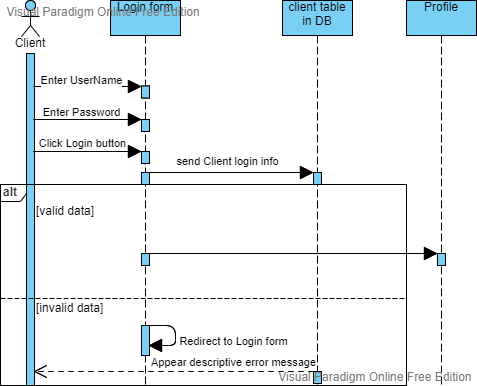 Visual Paradigm Online Free Edition
Login form
client table
in DB
Profile
Client
Enter UserName
Enter Password
Click Login button
send Client login info
alt
[valid data]
[invalid data]
Redirect to Login form
Appear descriptive error message
Visual Paradigm Online Free Edition